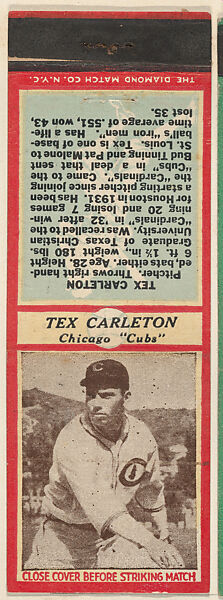 THE DIAMOND MATCH CO. N.Y.C.
TEX CARLETON
Pitcher. Throws right hand-
ed, bats either. Age 28. Height
6 ft. 1½ in., weight 180 lbs.
Graduate of Texas Christian
University. Was recalled to the
"Cardinals" in '32 after win-
ning 20 and losing 7 games
for Houston in 1931. Has been
a starting pitcher since joining
the "Cardinals". Came to the
"Cubs" in a deal that sent
Bud Tinning and Pat Malone to
St. Louis. Tex is one of base-
ball's "iron men". Has a life-
time average of .551, won 43,
lost 35.
TEX CARLETON
Chicago "Cubs"
C
C
CLOSE COVER BEFORE STRIKING MATCH